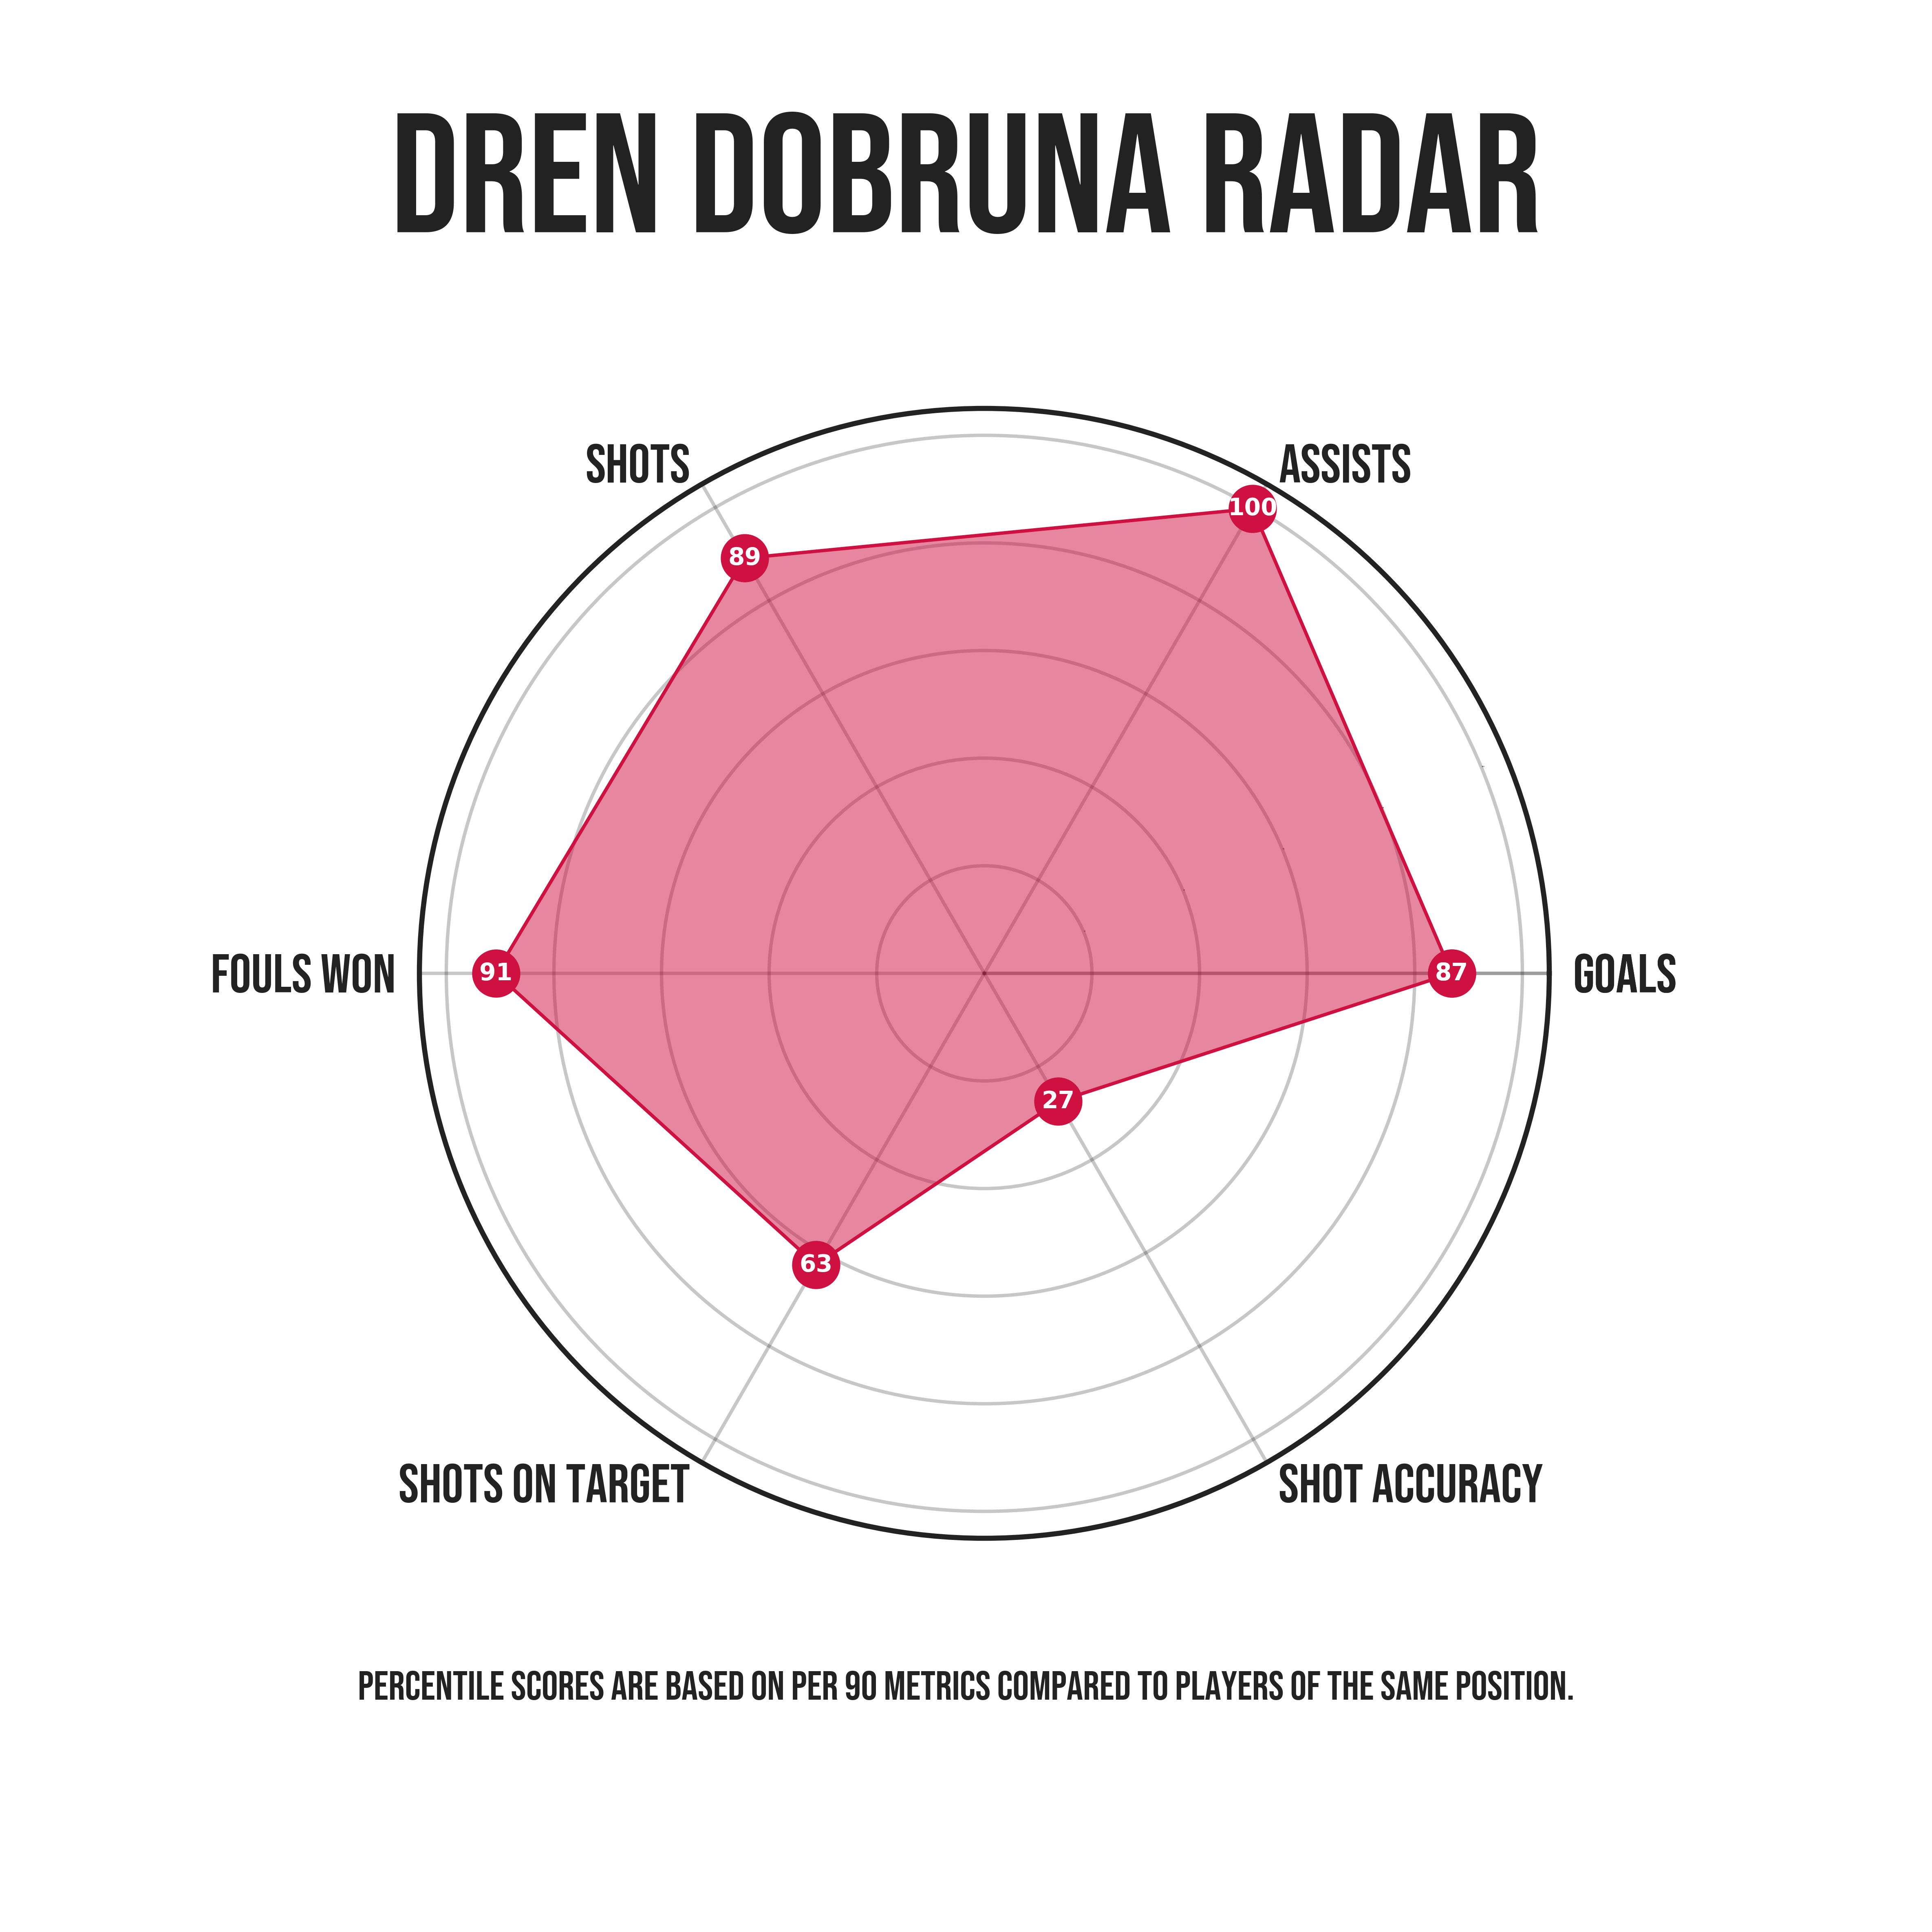 DREN DOBRUNA RADAR
SHOTS
ASSISTS
100
89
FOULS WON
91
87
GOALS
27
63
SHOTS ON TARGET
SHOT ACCURACY
PERCENTILE SCORES ARE BASED ON PER 90 METRICS COMPARED TO PLAYERS OF THE SAME POSITION.